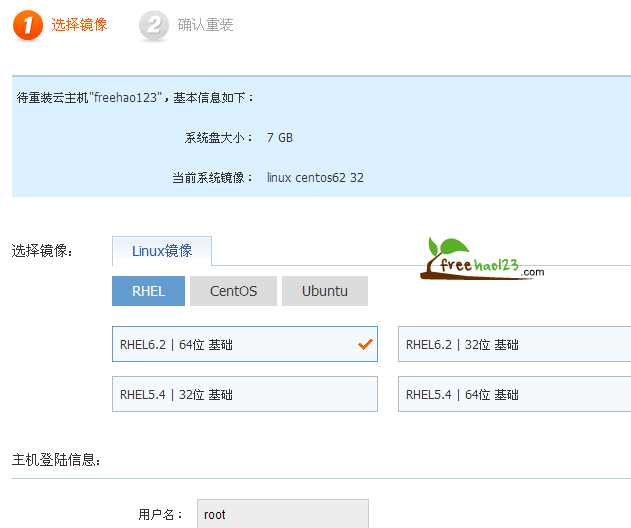 1 选择镜像 2 确认重装
待重装云主机"freehao123"，基本信息如下：
系统盘大小： 7 GB
当前系统镜像： linux centos62 32
选择镜像： Linux镜像
freehao123.com
RHEL CentOS Ubuntu
RHEL6.2 | 64位 基础 RHEL6.2 | 32位 基础
RHEL5.4 | 32位 基础 RHEL5.4 | 64位 基础
主机登陆信息：
用户名： root